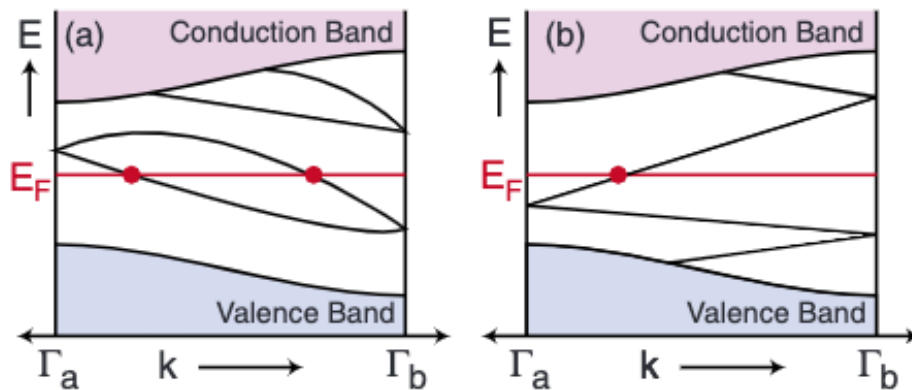 E (a) Conduction Band
E_F
Valence Band
Γ_a k Γ_b
E (b) Conduction Band
E_F
Valence Band
Γ_a k Γ_b